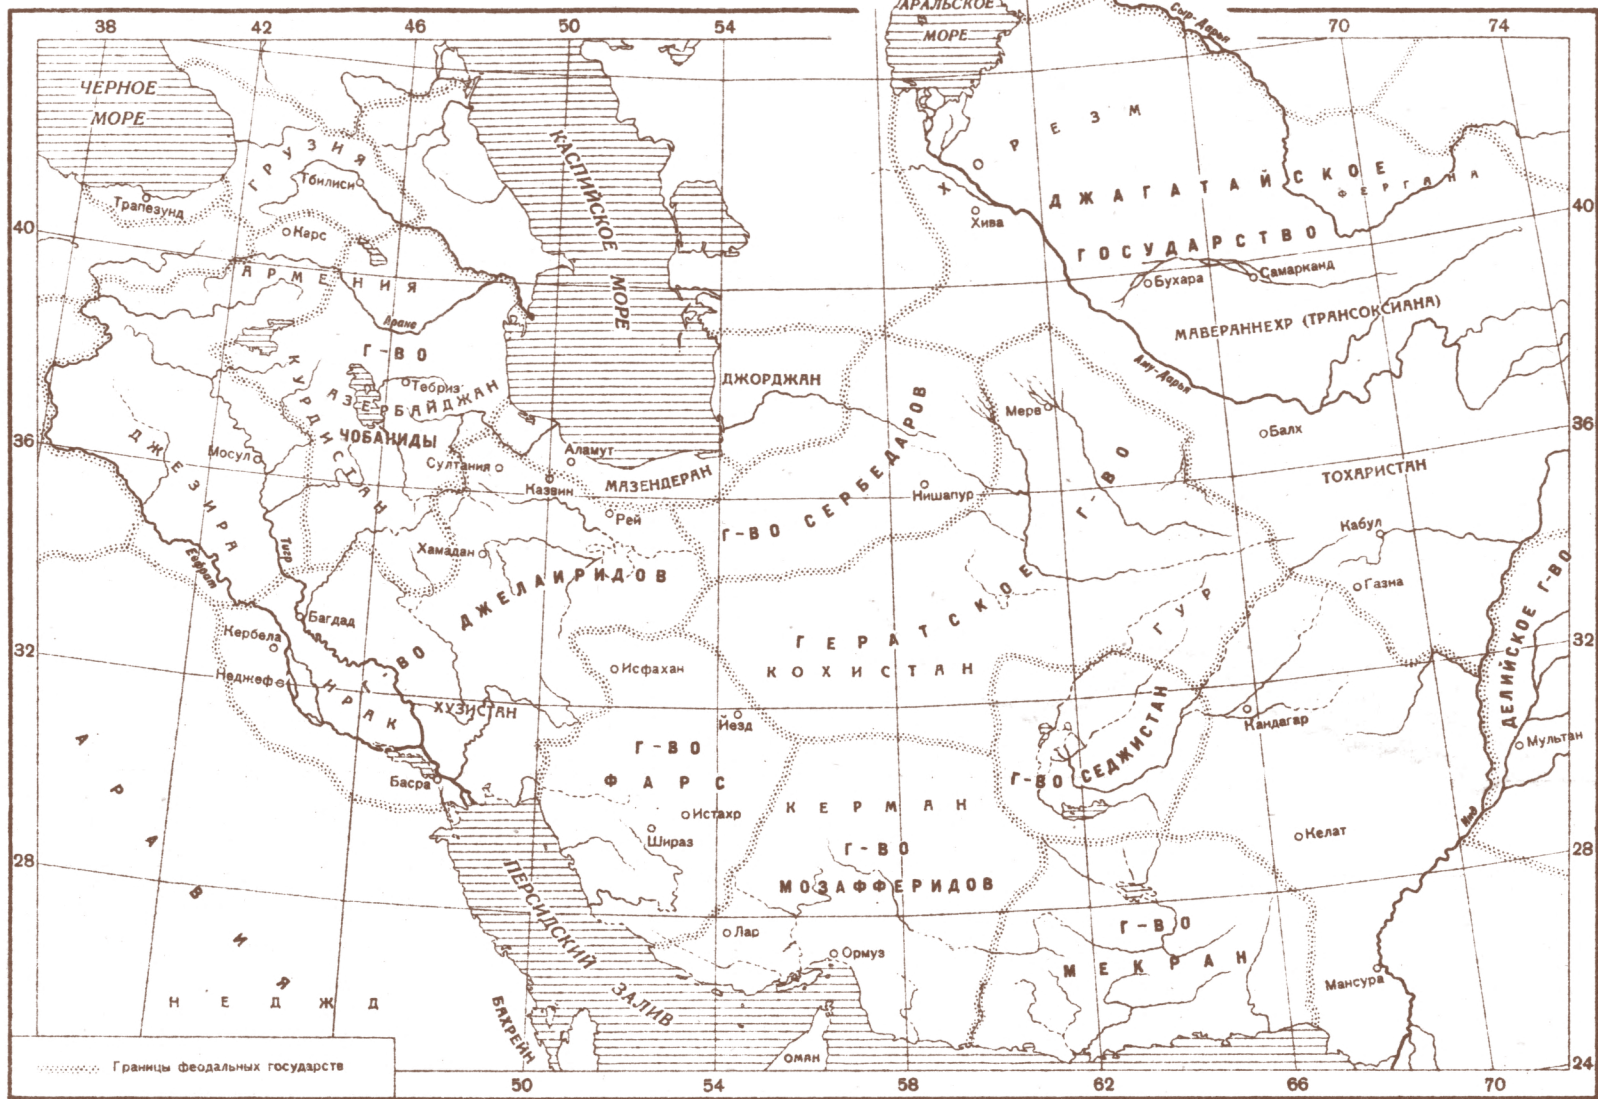 38 42 46 50 54 70 74
АРАЛЬСКОЕ
МОРЕ
Сыр-Дарья
ЧЕРНОЕ
МОРЕ
КАСПИЙСКОЕ
МОРЕ
ХОРЕЗМ
ДЖАГАТАЙСКОЕ
ФЕРГАНА
ГОСУДАРСТВО
ГРУЗИЯ
Тбилиси
Трапезунд
Карс
Хива
40
40
АРМЕНИЯ
Аракс
Бухара
Самарканд
МАВЕРАННЕХР (ТРАНСОКСИАНА)
Аму-Дарья
Г-ВО
Тебриз
АЗЕРБАЙДЖАН
ЧОБАНИДЫ
КУРДИСТАН
ДЖОРДЖАН
Мерв
Балх
36
36
ДЖЕЗИРА
Мосул
Султания
Аламут
Казвин
МАЗЕНДЕРАН
Рей
Г-ВО СЕРБЕДАРОВ
Нишапур
Г-ВО
ТОХАРИСТАН
Кабул
Газна
Тигр
Евфрат
Хамадан
ДЖЕЛАИРИДОВ
Г-ВО
Багдад
Кербела
Неджеф
ИРАК
ХУЗИСТАН
Басра
Исфахан
Йезд
ГЕРАТСКОЕ
КОХИСТАН
ГУР
ДЕЛИЙСКОЕ Г-ВО
32
32
Кандагар
Мультан
Г-ВО СЕДЖИСТАН
Г-ВО
ФАРС
Истахр
Шираз
КЕРМАН
Г-ВО
МОЗАФФЕРИДОВ
Келат
Инд
28
28
АРАВИЯ
НЕДЖД
ПЕРСИДСКИЙ
ЗАЛИВ
БАХРЕЙН
Лар
Ормуз
ОМАН
Г-ВО
МЕКРАН
Мансура
24
Границы феодальных государств
50 54 58 62 66 70